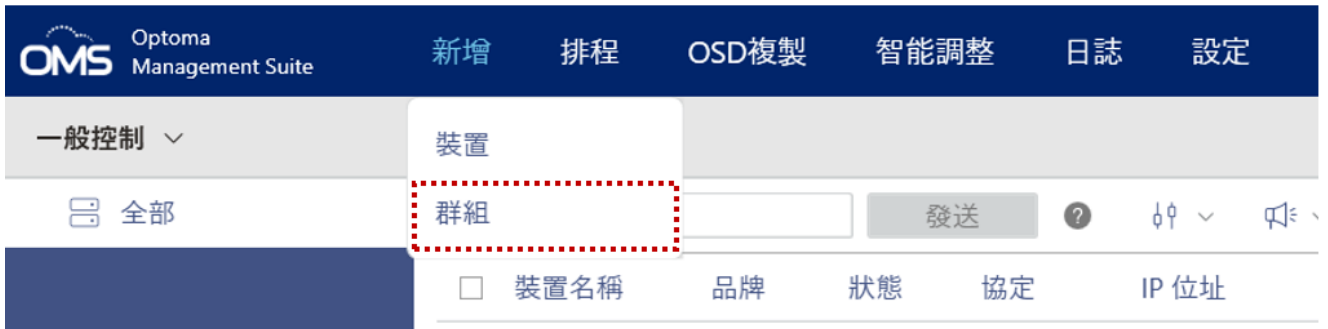 OMS Optoma Management Suite 新增 排程 OSD複製 智能調整 日誌 設定
一般控制
裝置
全部
群組
發送
?
裝置名稱 品牌 狀態 協定 IP 位址